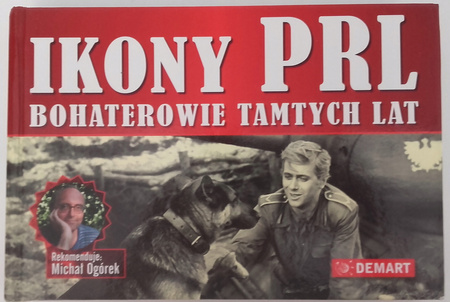 IKONY PRL
BOHATEROWIE TAMTYCH LAT
Rekomenduje:
Michał Ogórek
DEMART